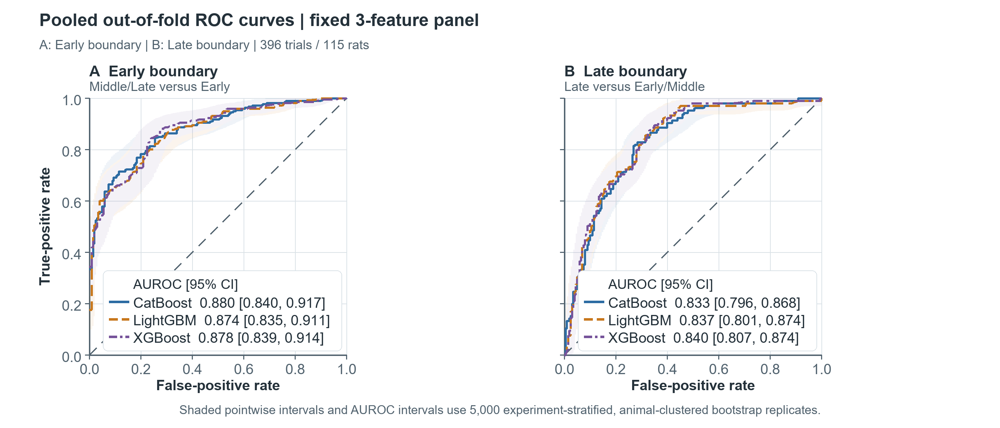 Pooled out-of-fold ROC curves | fixed 3-feature panel
A: Early boundary | B: Late boundary | 396 trials / 115 rats
A Early boundary
Middle/Late versus Early
True-positive rate
1.0
0.8
0.6
0.4
0.2
0.0
AUROC [95% CI]
CatBoost 0.880 [0.840, 0.917]
LightGBM 0.874 [0.835, 0.911]
XGBoost 0.878 [0.839, 0.914]
0.0 0.2 0.4 0.6 0.8 1.0
False-positive rate
B Late boundary
Late versus Early/Middle
AUROC [95% CI]
CatBoost 0.833 [0.796, 0.868]
LightGBM 0.837 [0.801, 0.874]
XGBoost 0.840 [0.807, 0.874]
0.0 0.2 0.4 0.6 0.8 1.0
False-positive rate
Shaded pointwise intervals and AUROC intervals use 5,000 experiment-stratified, animal-clustered bootstrap replicates.